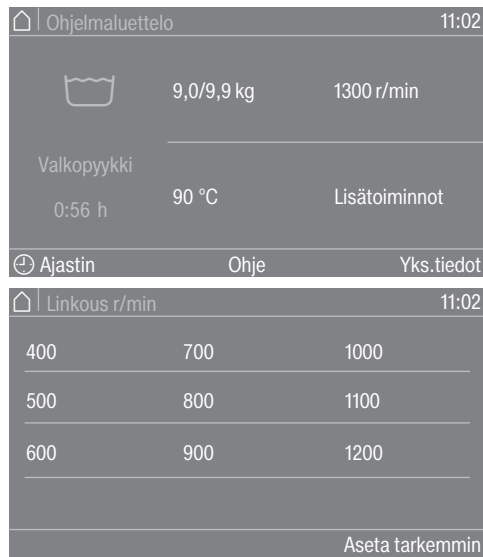 Ohjelmaluettelo 11:02
9,0/9,9 kg 1300 r/min
Valkopyykki
0:56 h
90 °C Lisätoiminnot
Ajastin Ohje Yks.tiedot
Linkous r/min 11:02
400 700 1000
500 800 1100
600 900 1200
Aseta tarkemmin